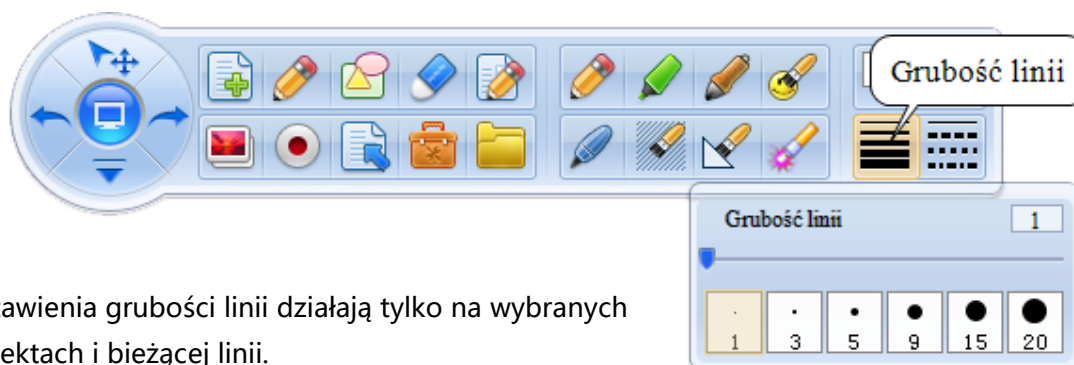 Grubość linii
Grubość linii 1
1 3 5 9 15 20
tawienia grubości linii działają tylko na wybranych
ektach i bieżącej linii.